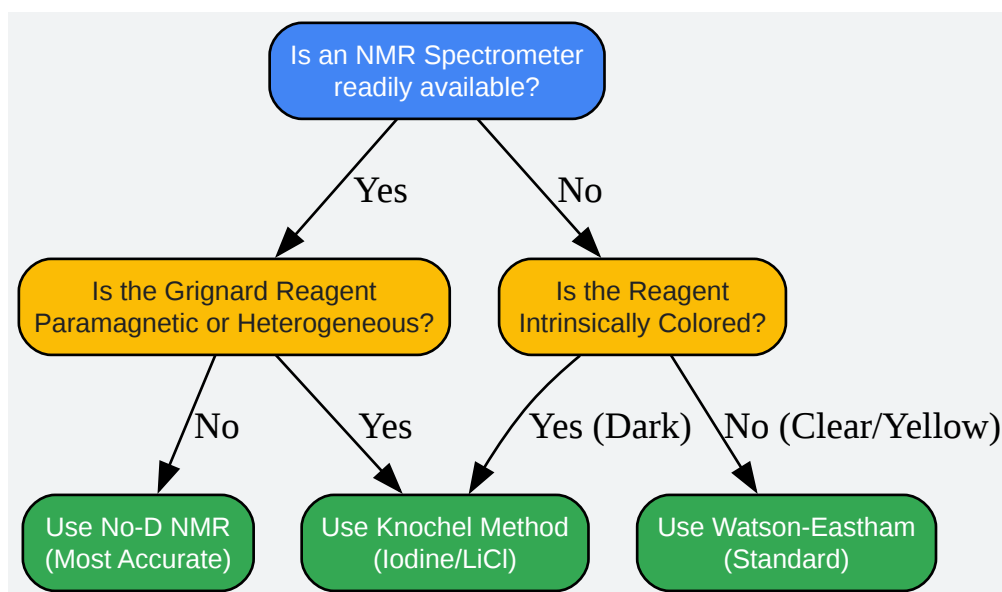 Is an NMR Spectrometer
readily available?
Yes
No
Is the Grignard Reagent
Paramagnetic or Heterogeneous?
Is the Reagent
Intrinsically Colored?
No
Yes
Yes (Dark)
No (Clear/Yellow)
Use No-D NMR
(Most Accurate)
Use Knochel Method
(Iodine/LiCl)
Use Watson-Eastham
(Standard)